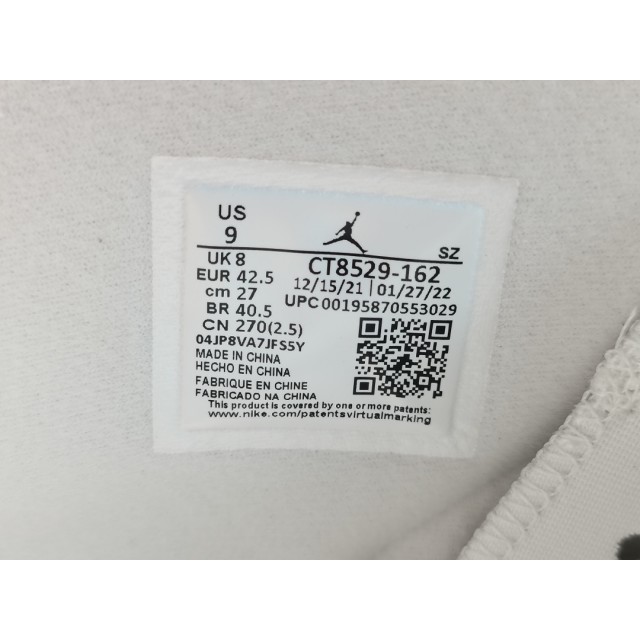 US
9
SZ
UK 8
EUR 42.5
cm 27
BR 40.5
CN 270(2.5)
CT8529-162
12/15/21 | 01/27/22
UPC00195870553029
04JP8VA7JFS5Y
MADE IN CHINA
HECHO EN CHINA
FABRIQUE EN CHINE
FABRICADO NA CHINA
This product is covered by one or more patents:
www.nike.com/patentsvirtualmarking